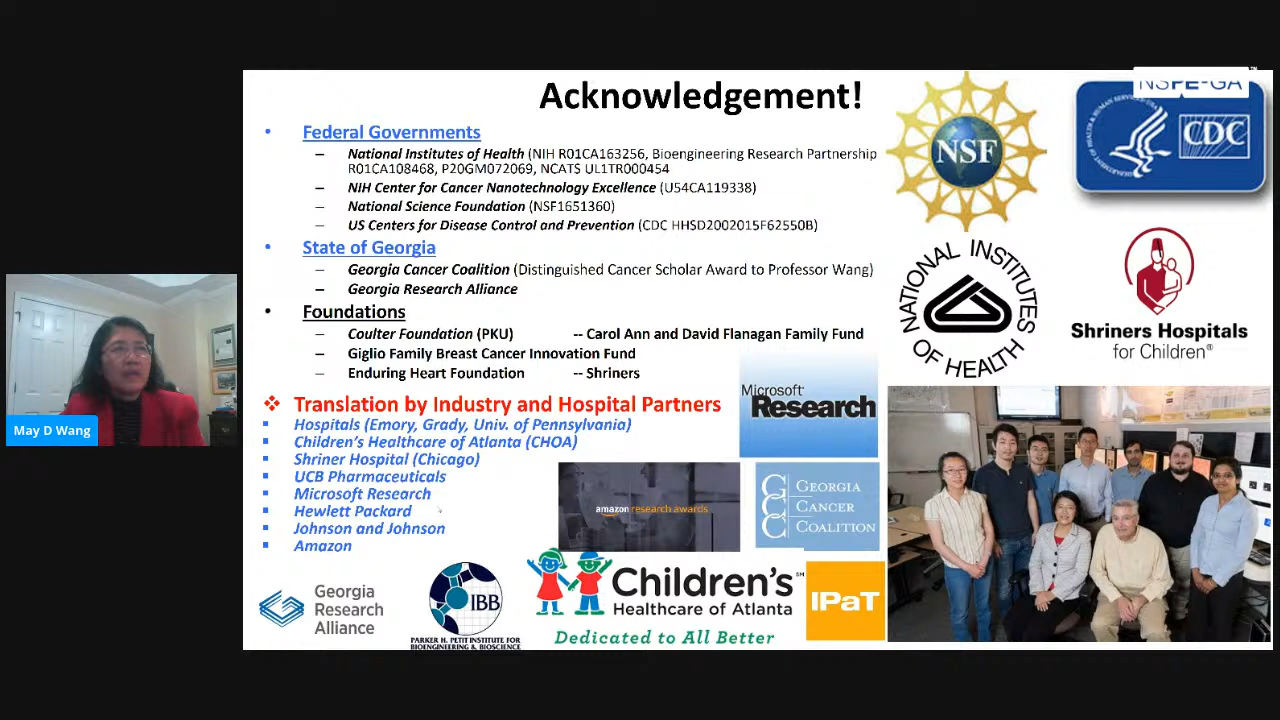 Acknowledgement!
• Federal Governments
– National Institutes of Health (NIH R01CA163256, Bioengineering Research Partnership
R01CA108468, P20GM072069, NCATS UL1TR000454
– NIH Center for Cancer Nanotechnology Excellence (U54CA119338)
– National Science Foundation (NSF1651360)
– US Centers for Disease Control and Prevention (CDC HHSD2002015F62550B)
• State of Georgia
– Georgia Cancer Coalition (Distinguished Cancer Scholar Award to Professor Wang)
– Georgia Research Alliance
• Foundations
– Coulter Foundation (PKU) -- Carol Ann and David Flanagan Family Fund
– Giglio Family Breast Cancer Innovation Fund
– Enduring Heart Foundation -- Shriners
❖ Translation by Industry and Hospital Partners
▪ Hospitals (Emory, Grady, Univ. of Pennsylvania)
▪ Children's Healthcare of Atlanta (CHOA)
▪ Shriner Hospital (Chicago)
▪ UCB Pharmaceuticals
▪ Microsoft Research
▪ Hewlett Packard
▪ Johnson and Johnson
▪ Amazon
NSF
NSPE-GA
CDC
NATIONAL INSTITUTES
OF HEALTH
Shriners Hospitals
for Children®
Microsoft®
Research
amazon research awards
GCC
GEORGIA
CANCER
COALITION
Georgia
Research
Alliance
IBB
PARKER H. PETIT INSTITUTE FOR
BIOENGINEERING & BIOSCIENCE
Children's℠
Healthcare of Atlanta
Dedicated to All Better
IPaT
May D Wang